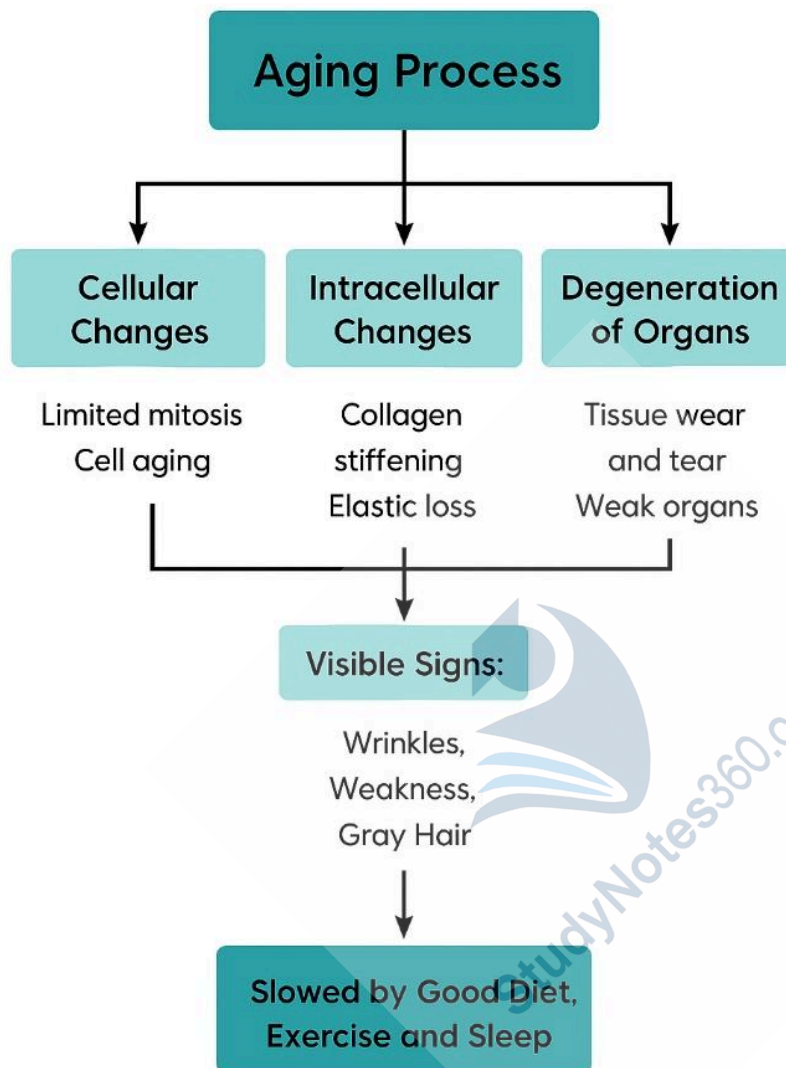 Aging Process
Cellular
Changes
Intracellular
Changes
Degeneration
of Organs
Limited mitosis
Cell aging
Collagen
stiffening
Elastic loss
Tissue wear
and tear
Weak organs
Visible Signs:
Wrinkles,
Weakness,
Gray Hair
Slowed by Good Diet,
Exercise and Sleep
StudyNotes360.